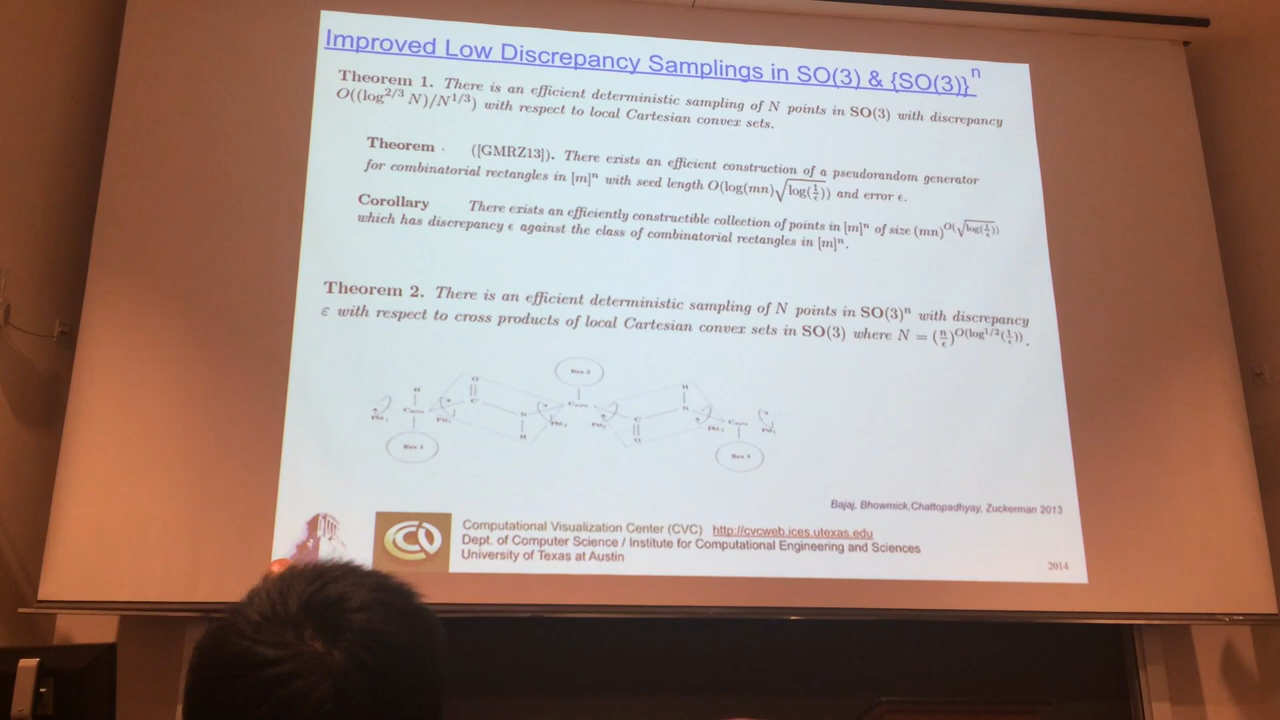 Improved Low Discrepancy Samplings in SO(3) & {SO(3)}^n
Theorem 1. There is an efficient deterministic sampling of N points in SO(3) with discrepancy
O((log^{2/3} N)/N^{1/3}) with respect to local Cartesian convex sets.
Theorem . ([GMRZ13]). There exists an efficient construction of a pseudorandom generator
for combinatorial rectangles in [m]^n with seed length O(log(mn)√log(1/ϵ)) and error ϵ.
Corollary There exists an efficiently constructible collection of points in [m]^n of size (mn)^{O(√log(1/ϵ))}
which has discrepancy ϵ against the class of combinatorial rectangles in [m]^n.
Theorem 2. There is an efficient deterministic sampling of N points in SO(3)^n with discrepancy
ε with respect to cross products of local Cartesian convex sets in SO(3) where N = (n/ϵ)^{O(log^{1/2}(1/ϵ))}.
Res 2
O
H
H
C
N
N
C
H
O
Res 1
Res 3
Bajaj, Bhowmick,Chattopadhyay, Zuckerman 2013
Computational Visualization Center (CVC) http://cvcweb.ices.utexas.edu
Dept. of Computer Science / Institute for Computational Engineering and Sciences
University of Texas at Austin
2014